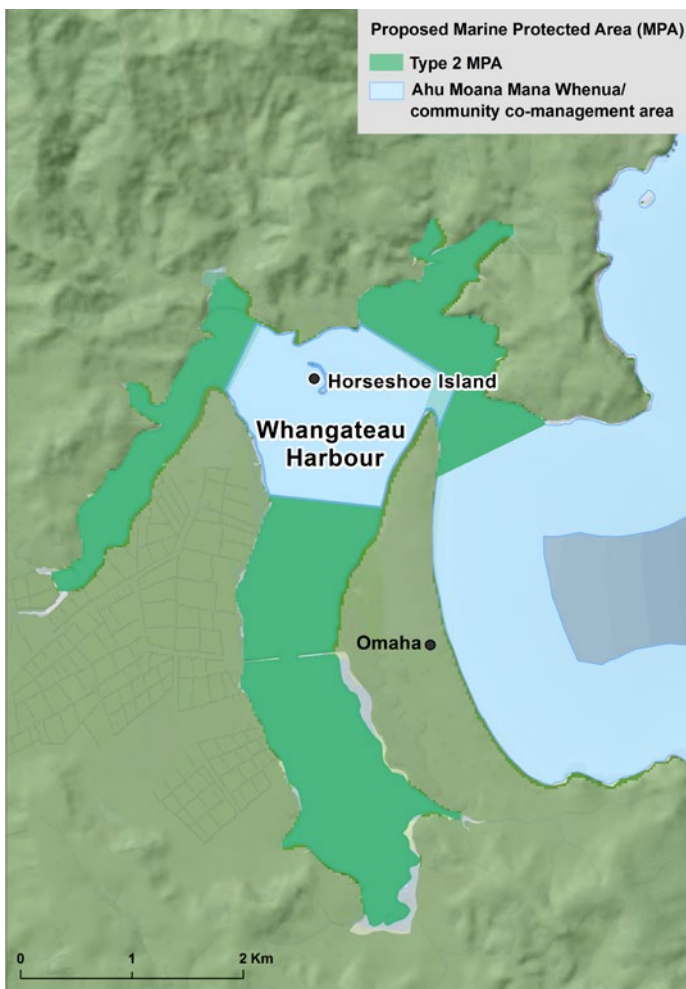 Proposed Marine Protected Area (MPA)
Type 2 MPA
Ahu Moana Mana Whenua/
community co-management area
Horseshoe Island
Whangateau
Harbour
Omaha
0 1 2 Km